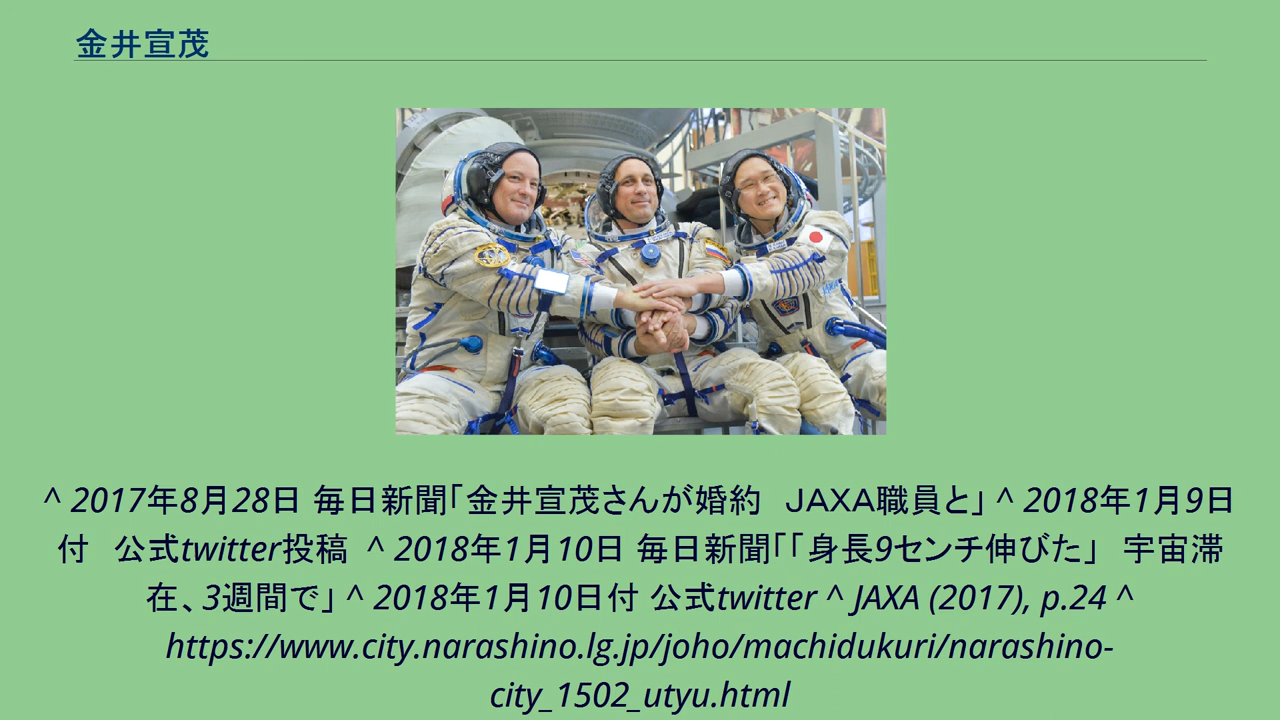 金井宣茂
^ 2017年8月28日 毎日新聞「金井宣茂さんが婚約　JAXA職員と」 ^ 2018年1月9日
付　公式twitter投稿 ^ 2018年1月10日 毎日新聞「「身長9センチ伸びた」　宇宙滞
在、3週間で」 ^ 2018年1月10日付 公式twitter ^ JAXA (2017), p.24 ^
https://www.city.narashino.lg.jp/joho/machidukuri/narashino-
city_1502_utyu.html